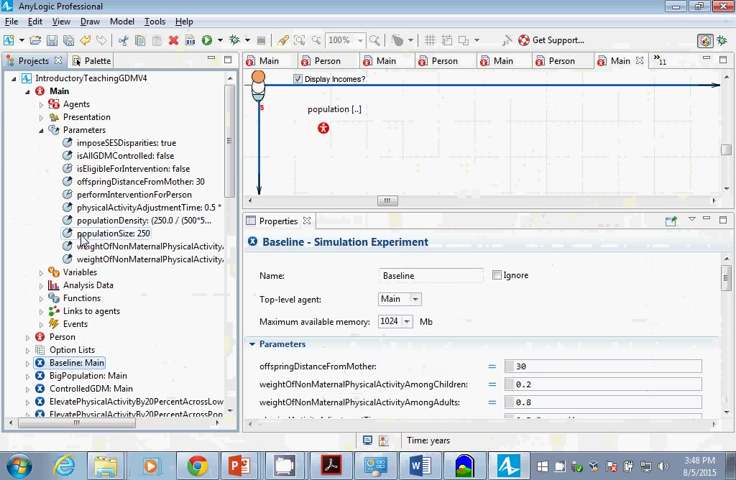 AnyLogic Professional
File Edit View Draw Model Tools Help
100% Get Support...
Projects Palette
Main Person Main Person Main Person Main »11
IntroductoryTeachingGDMV4
Main
Agents
Presentation
Parameters
imposeSESDisparities: true
isAllGDMControlled: false
isEligibleForIntervention: false
offspringDistanceFromMother: 30
performInterventionForPerson
physicalActivityAdjustmentTime: 0.5 *
populationDensity: (250.0 / (500*5...
populationSize: 250
weightOfNonMaternalPhysicalActivity
weightOfNonMaternalPhysicalActivity
Variables
Analysis Data
Functions
Links to agents
Events
Person
Option Lists
Baseline: Main
BigPopulation: Main
ControlledGDM: Main
ElevatePhysicalActivityBy20PercentAcrossLow
ElevatePhysicalActivityBy20PercentAcrossPop
Display Incomes?
population [..]
Properties
Baseline - Simulation Experiment
Name: Baseline Ignore
Top-level agent: Main
Maximum available memory: 1024 Mb
Parameters
offspringDistanceFromMother: = 30
weightOfNonMaternalPhysicalActivityAmongChildren: = 0.2
weightOfNonMaternalPhysicalActivityAmongAdults: = 0.8
Time: years
3:48 PM
8/5/2015